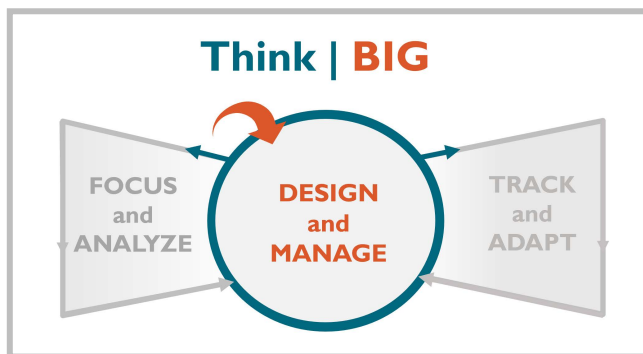 Think | BIG
FOCUS
and
ANALYZE
DESIGN
and
MANAGE
TRACK
and
ADAPT